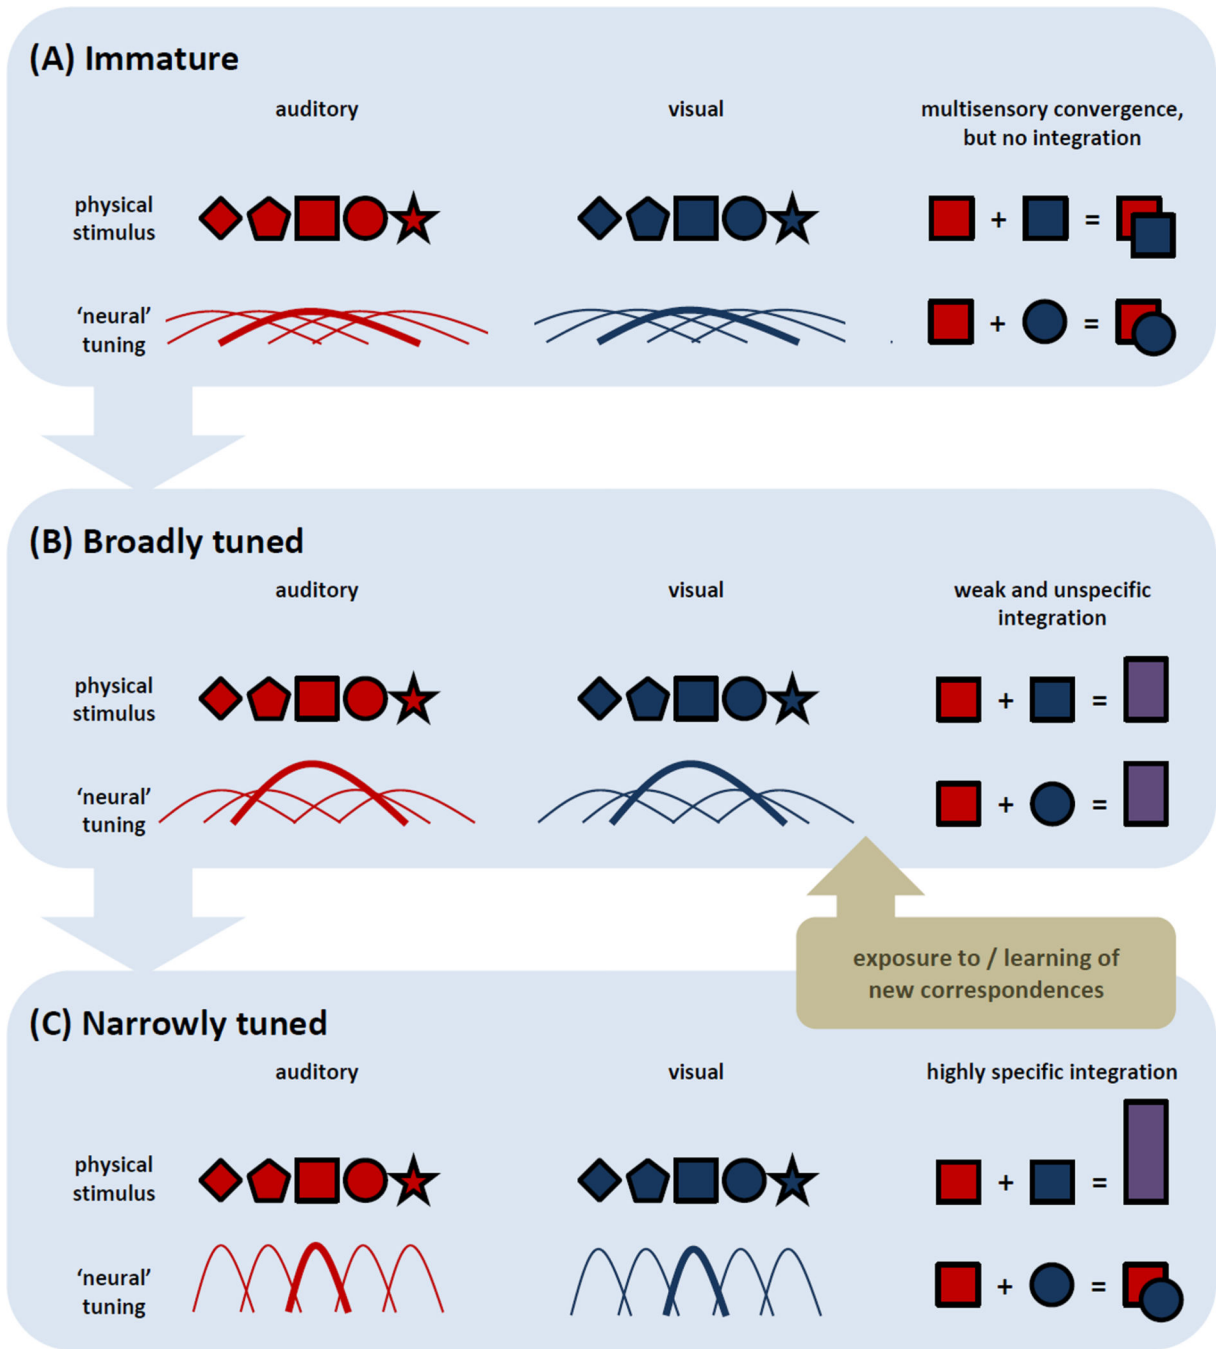 (A) Immature
auditory
visual
multisensory convergence,
but no integration
physical
stimulus
+
=
'neural'
tuning
+
=
(B) Broadly tuned
auditory
visual
weak and unspecific
integration
physical
stimulus
+
=
'neural'
tuning
+
=
exposure to / learning of
new correspondences
(C) Narrowly tuned
auditory
visual
highly specific integration
physical
stimulus
+
=
'neural'
tuning
+
=